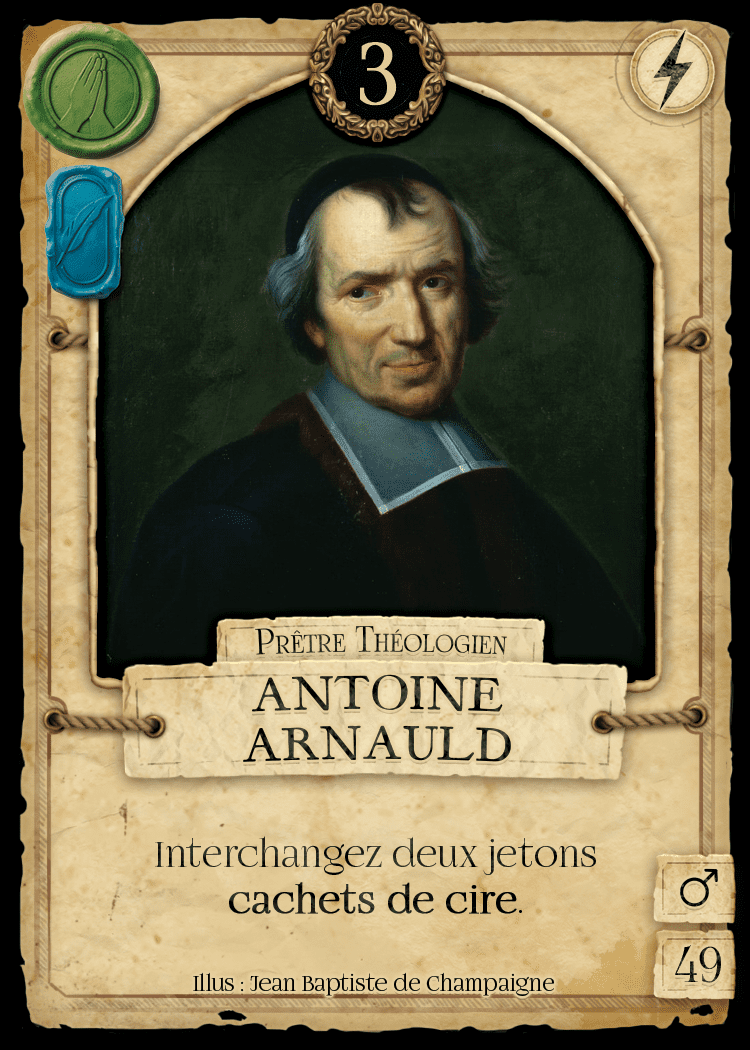 3
PRÊTRE THÉOLOGIEN
ANTOINE
ARNAULD
Interchangez deux jetons
cachets de cire.
♂
49
Illus : Jean Baptiste de Champaigne